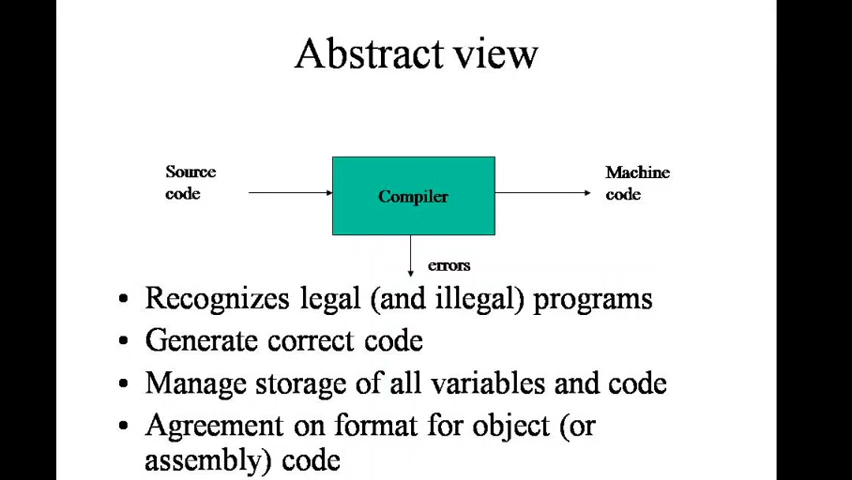 Abstract view
Source
code
Compiler
Machine
code
errors
• Recognizes legal (and illegal) programs
• Generate correct code
• Manage storage of all variables and code
• Agreement on format for object (or
assembly) code